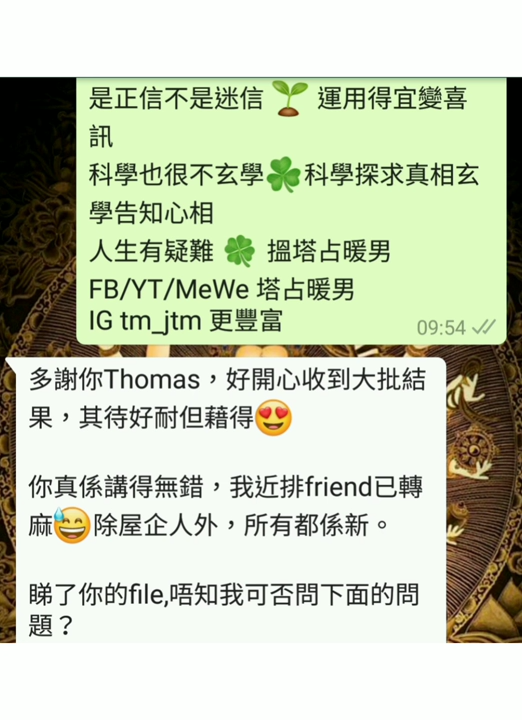 是正信不是迷信🌱 運用得宜變喜
訊
科學也很不玄學☘️科學探求真相玄
學告知心相
人生有疑難 🍀 搵塔占暖男
FB/YT/MeWe 塔占暖男
IG tm_jtm 更豐富
09:54
多謝你Thomas，好開心收到大批結
果，其待好耐但藉得😍
你真係講得無錯，我近排friend已轉
麻😅除屋企人外，所有都係新。
睇了你的file,唔知我可否問下面的問
題？